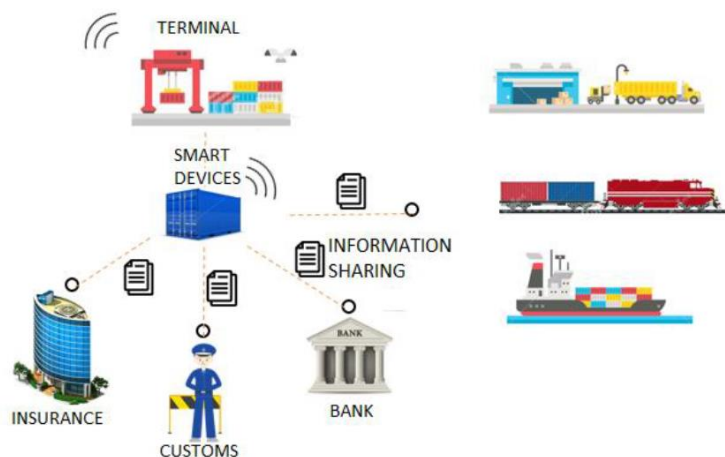 TERMINAL
SMART
DEVICES
INFORMATION
SHARING
BANK
INSURANCE
BANK
CUSTOMS